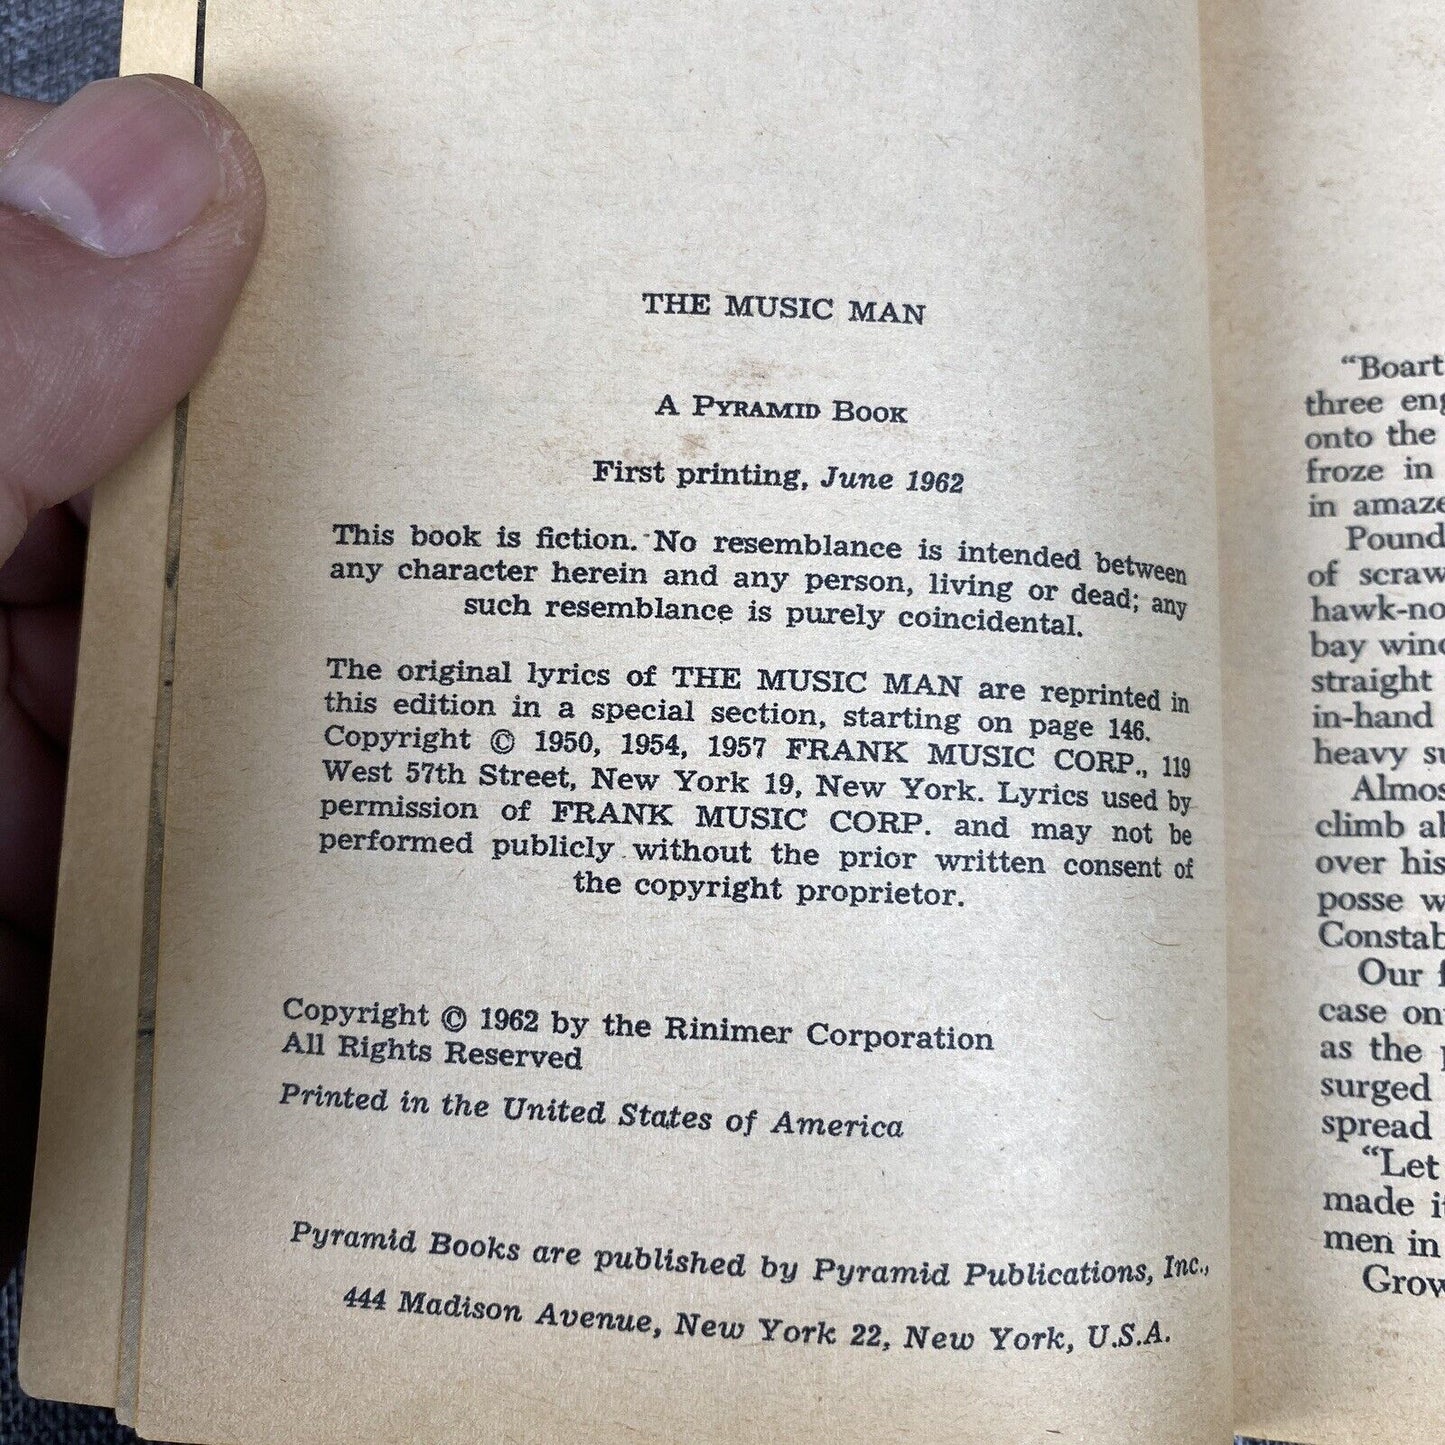 THE MUSIC MAN
A PYRAMID BOOK
First printing, June 1962
This book is fiction. No resemblance is intended between
any character herein and any person, living or dead; any
such resemblance is purely coincidental.
The original lyrics of THE MUSIC MAN are reprinted in
this edition in a special section, starting on page 146.
Copyright © 1950, 1954, 1957 FRANK MUSIC CORP., 119
West 57th Street, New York 19, New York. Lyrics used by
permission of FRANK MUSIC CORP. and may not be
performed publicly without the prior written consent of
the copyright proprietor.
Copyright © 1962 by the Rinimer Corporation
All Rights Reserved
Printed in the United States of America
Pyramid Books are published by Pyramid Publications, Inc.,
444 Madison Avenue, New York 22, New York, U.S.A.
"Boart
three eng
onto the
froze in
in amaze
Pound
of scraw
hawk-no
bay wind
straight
in-hand
heavy su
Almos
climb al
over his
posse w
Constab
Our f
case on
as the p
surged
spread
"Let
made it
men in
Grow